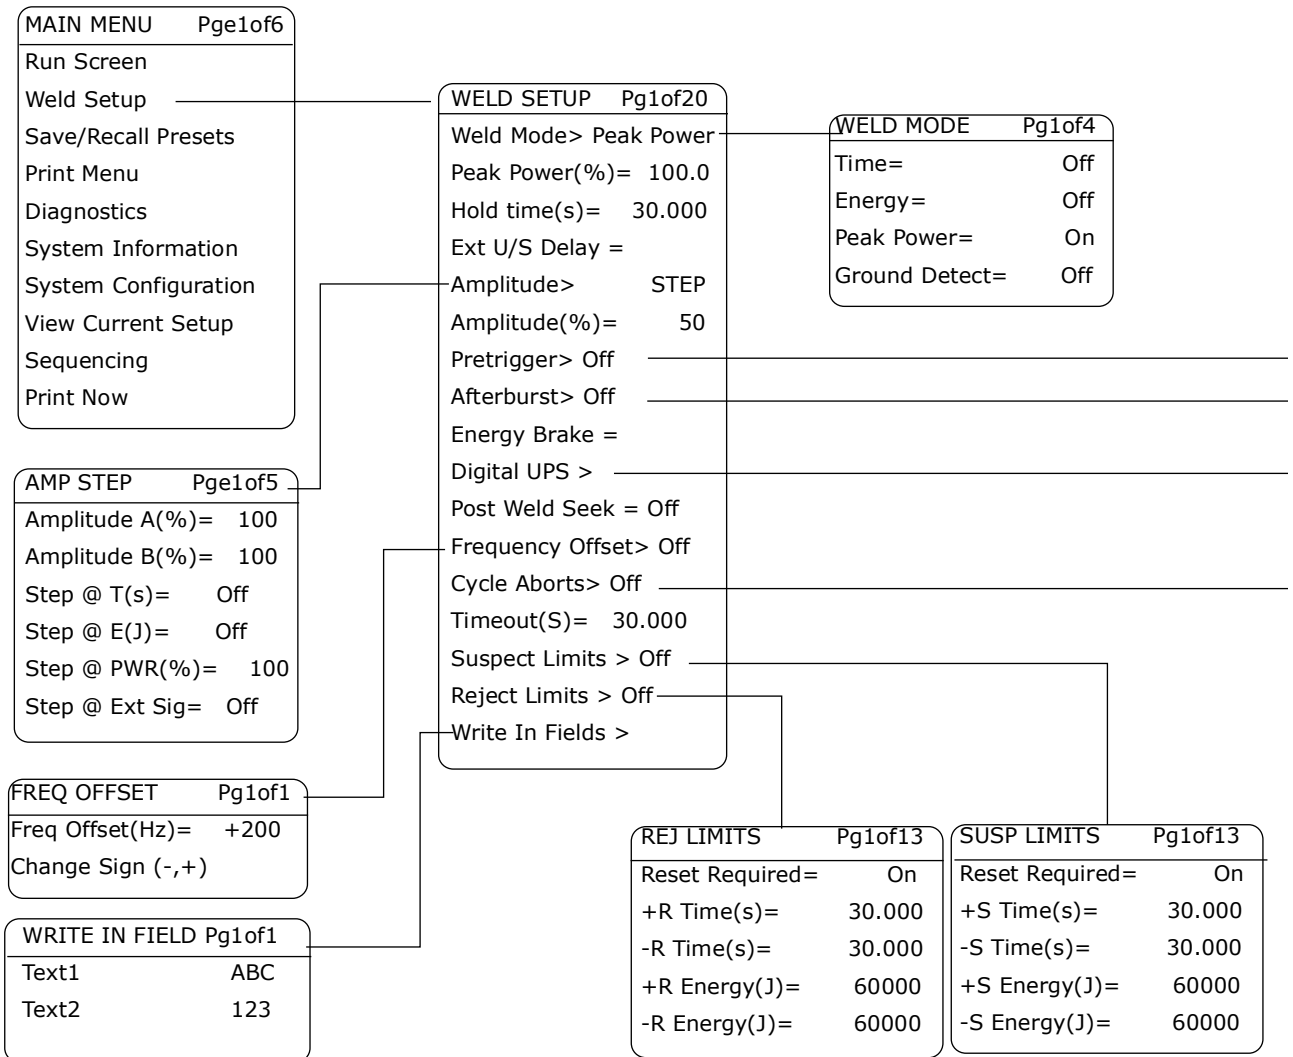 MAIN MENU Pge1of6
Run Screen
Weld Setup
Save/Recall Presets
Print Menu
Diagnostics
System Information
System Configuration
View Current Setup
Sequencing
Print Now
AMP STEP Pge1of5
Amplitude A(%)= 100
Amplitude B(%)= 100
Step @ T(s)= Off
Step @ E(J)= Off
Step @ PWR(%)= 100
Step @ Ext Sig= Off
FREQ OFFSET Pg1of1
Freq Offset(Hz)= +200
Change Sign (-,+)
WRITE IN FIELD Pg1of1
Text1 ABC
Text2 123
WELD SETUP Pg1of20
Weld Mode> Peak Power
Peak Power(%)= 100.0
Hold time(s)= 30.000
Ext U/S Delay =
Amplitude> STEP
Amplitude(%)= 50
Pretrigger> Off
Afterburst> Off
Energy Brake =
Digital UPS >
Post Weld Seek = Off
Frequency Offset> Off
Cycle Aborts> Off
Timeout(S)= 30.000
Suspect Limits > Off
Reject Limits > Off
Write In Fields >
WELD MODE Pg1of4
Time= Off
Energy= Off
Peak Power= On
Ground Detect= Off
REJ LIMITS Pg1of13
Reset Required= On
+R Time(s)= 30.000
-R Time(s)= 30.000
+R Energy(J)= 60000
-R Energy(J)= 60000
SUSP LIMITS Pg1of13
Reset Required= On
+S Time(s)= 30.000
-S Time(s)= 30.000
+S Energy(J)= 60000
-S Energy(J)= 60000